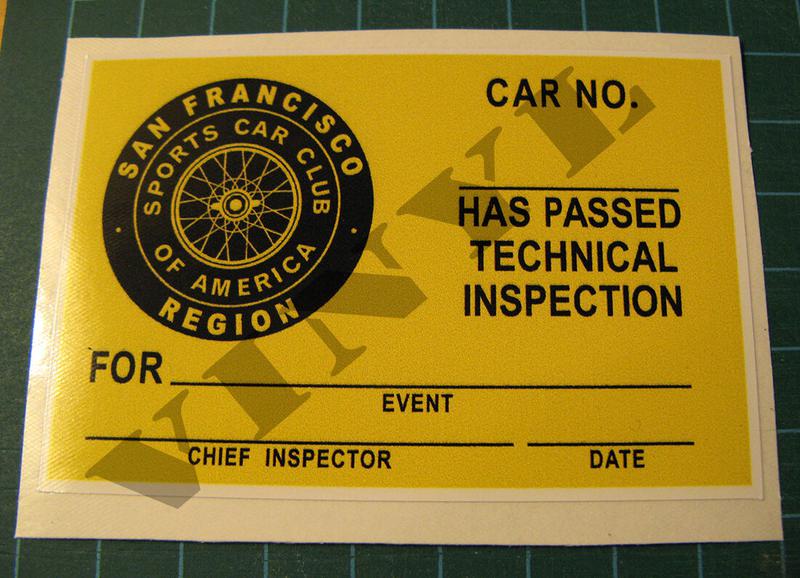 SAN FRANCISCO
SPORTS CAR CLUB
OF AMERICA
REGION
CAR NO.
HAS PASSED
TECHNICAL
INSPECTION
FOR
EVENT
CHIEF INSPECTOR
DATE
VINYL